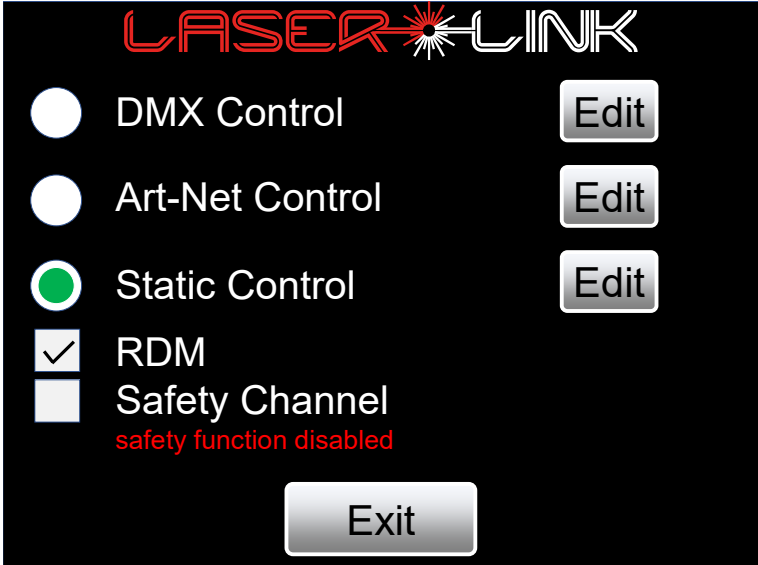 LASER LINK
DMX Control Edit
Art-Net Control Edit
Static Control Edit
RDM
Safety Channel
safety function disabled
Exit